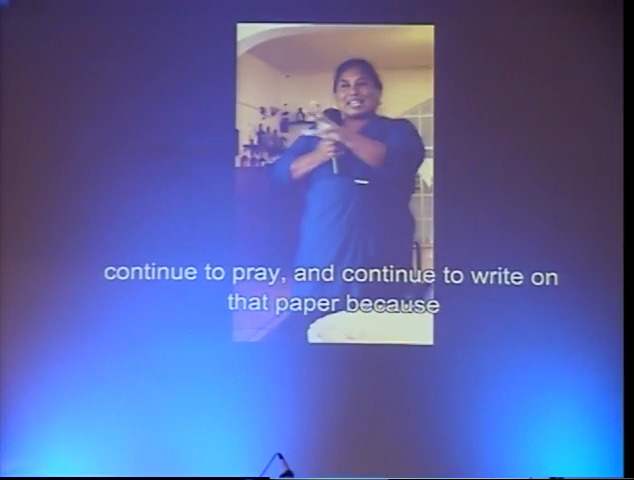 continue to pray, and continue to write on
that paper because